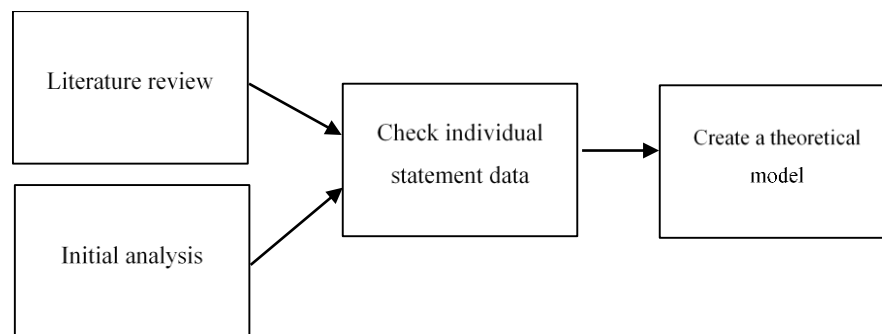 Literature review
Initial analysis
Check individual
statement data
Create a theoretical
model